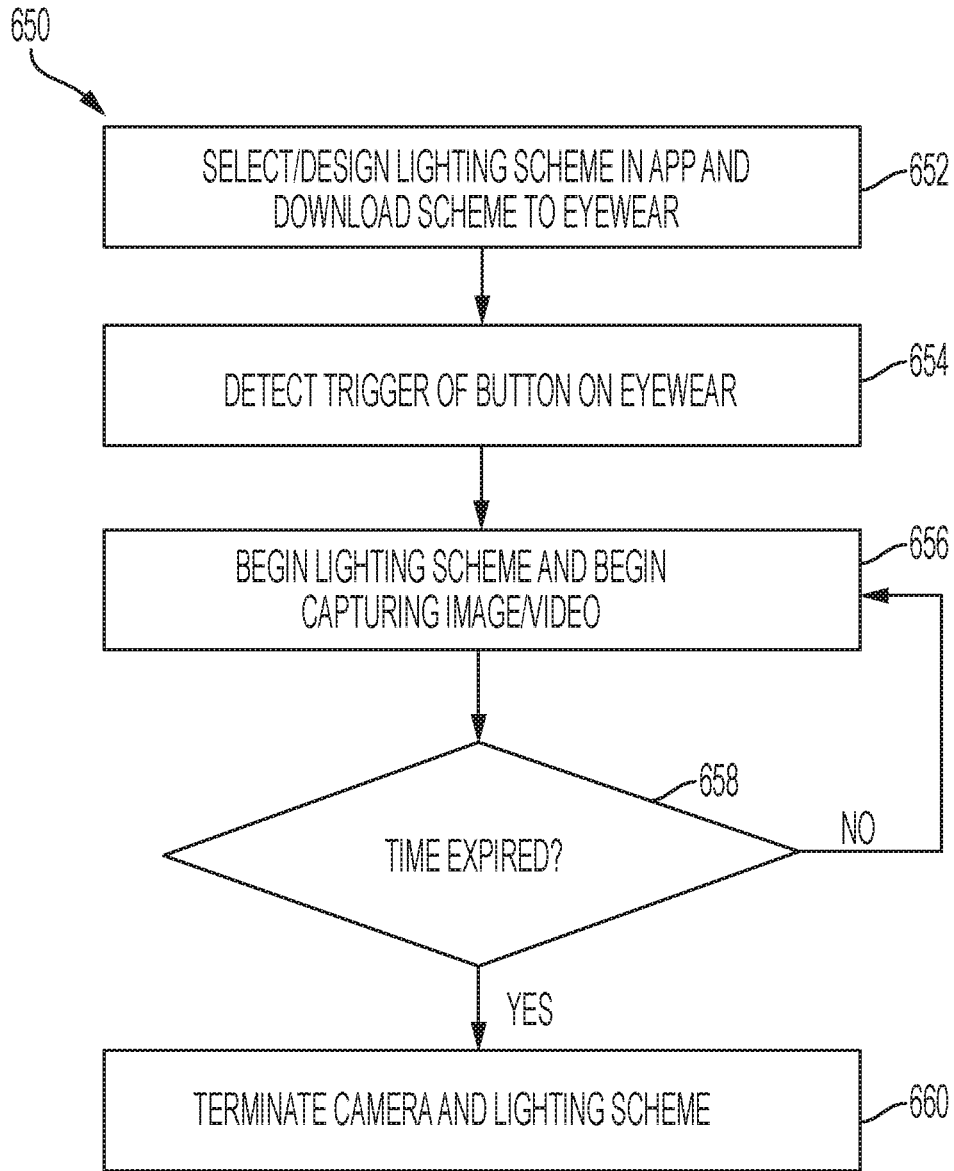 650
SELECT/DESIGN LIGHTING SCHEME IN APP AND
DOWNLOAD SCHEME TO EYEWEAR
652
DETECT TRIGGER OF BUTTON ON EYEWEAR
654
BEGIN LIGHTING SCHEME AND BEGIN
CAPTURING IMAGE/VIDEO
656
TIME EXPIRED?
658
NO
YES
TERMINATE CAMERA AND LIGHTING SCHEME
660